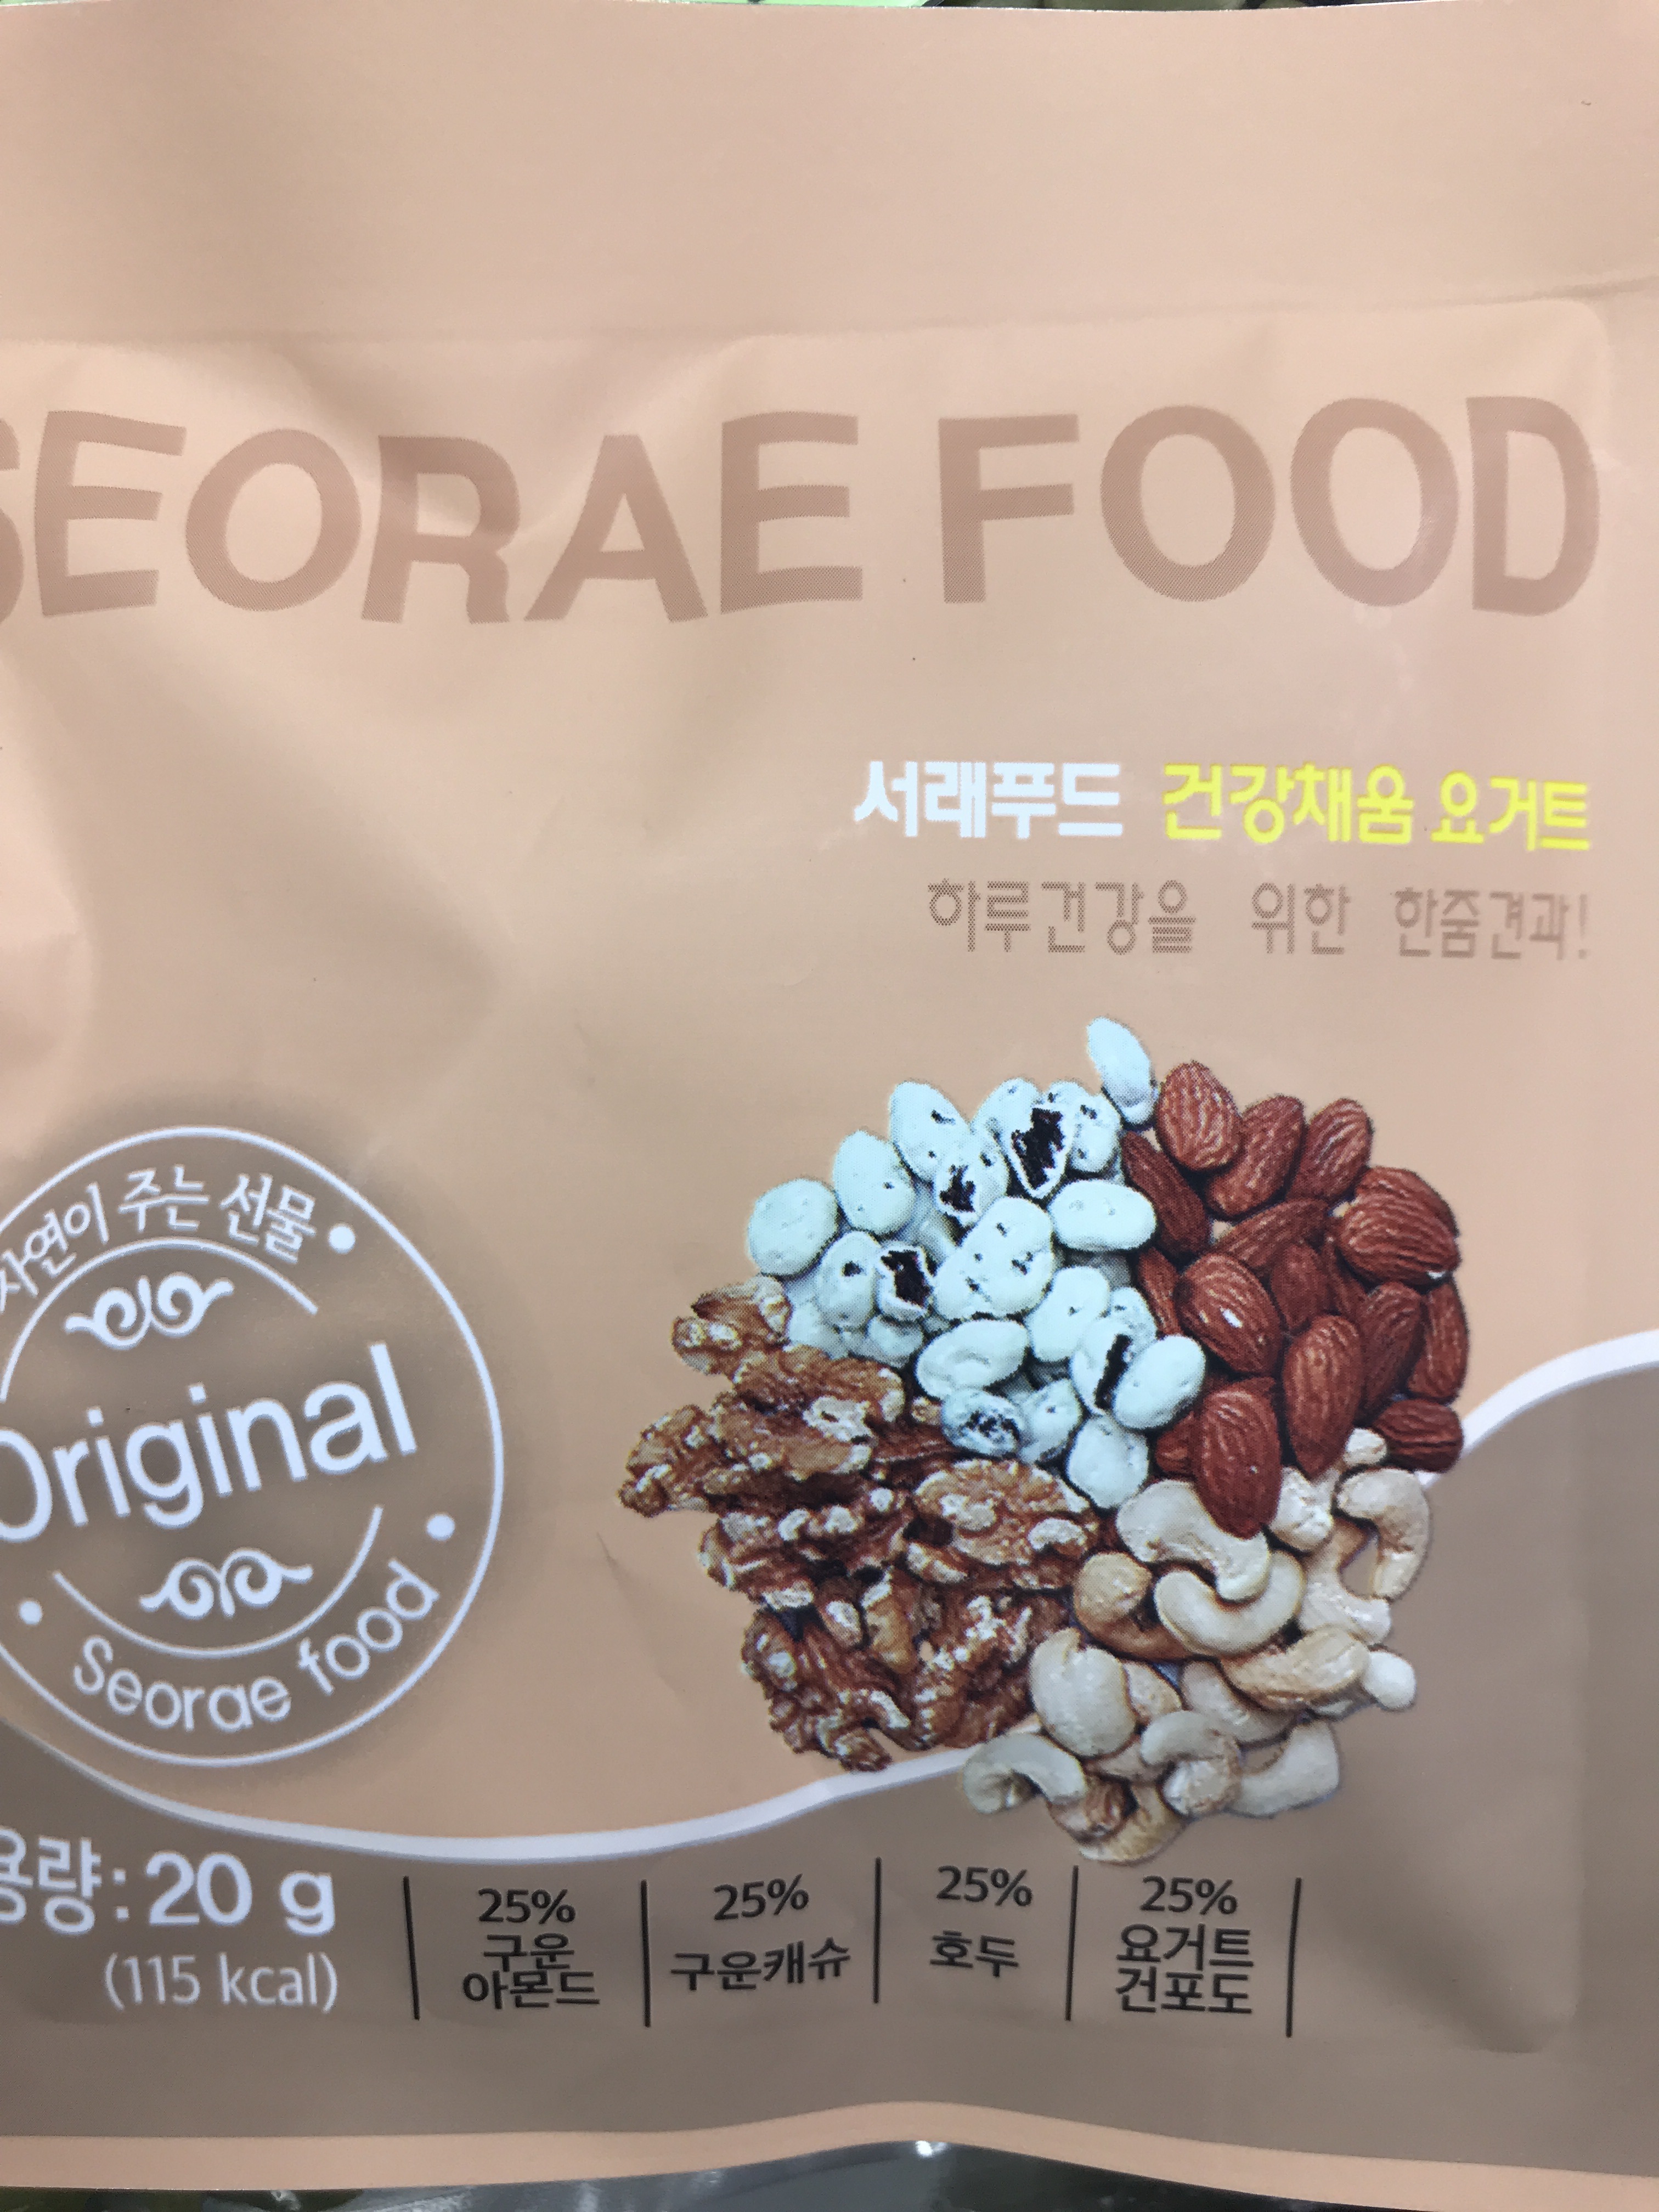 SEORAE FOOD
서래푸드 건강채움 요거트
하루건강을 위한 한줌견과!
자연이 주는 선물
Original
Seorae food
용량: 20 g
(115 kcal)
25%
구운
아몬드
25%
구운캐슈
25%
호두
25%
요거트
건포도